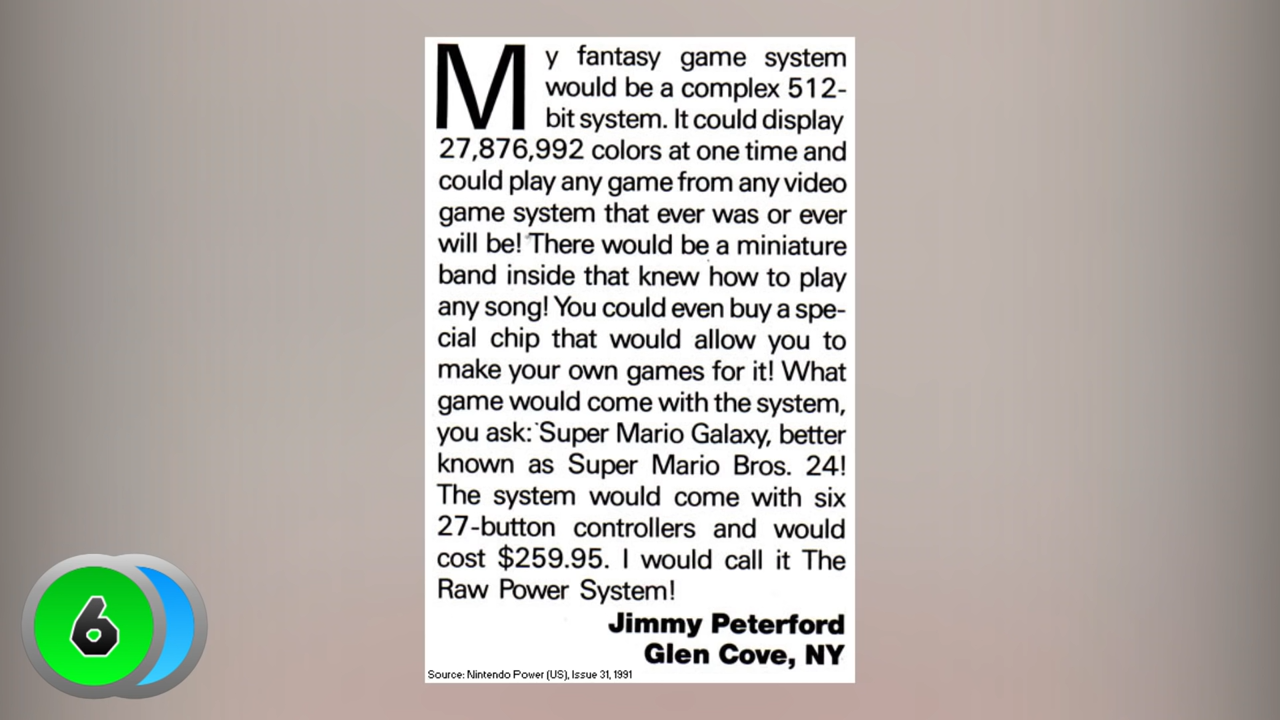 My fantasy game system
would be a complex 512-
bit system. It could display
27,876,992 colors at one time and
could play any game from any video
game system that ever was or ever
will be! There would be a miniature
band inside that knew how to play
any song! You could even buy a spe-
cial chip that would allow you to
make your own games for it! What
game would come with the system,
you ask: Super Mario Galaxy, better
known as Super Mario Bros. 24!
The system would come with six
27-button controllers and would
cost $259.95. I would call it The
Raw Power System!
Jimmy Peterford
Glen Cove, NY
Source: Nintendo Power (US), Issue 31, 1991
6